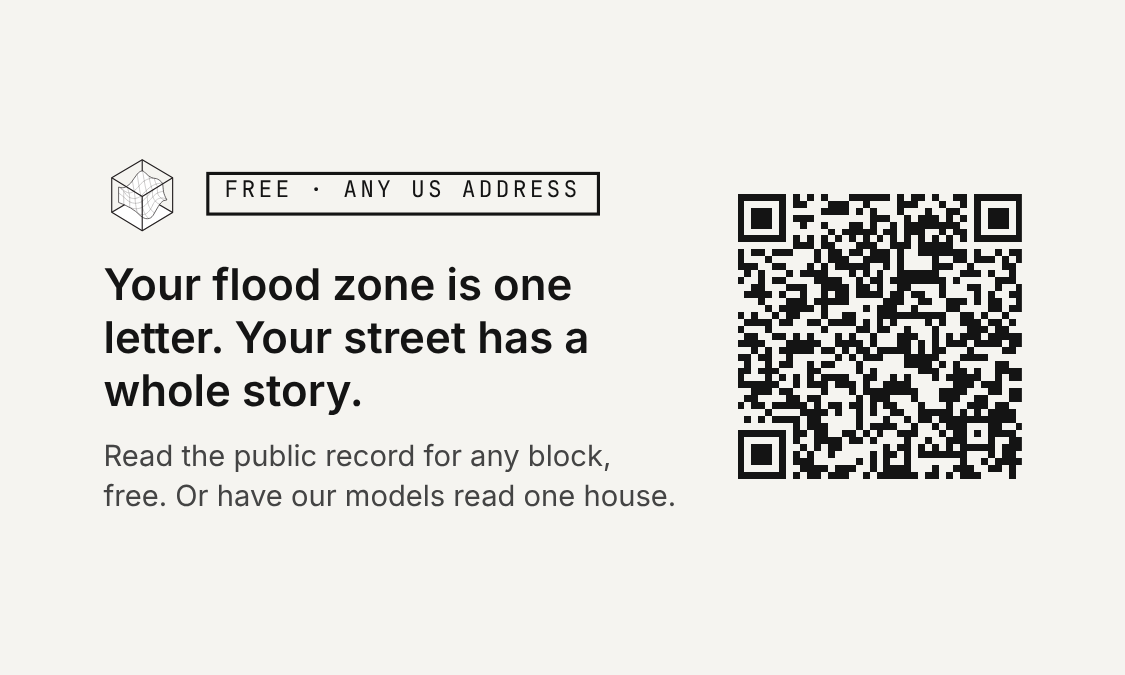 FREE · ANY US ADDRESS
Your flood zone is one
letter. Your street has a
whole story.
Read the public record for any block,
free. Or have our models read one house.